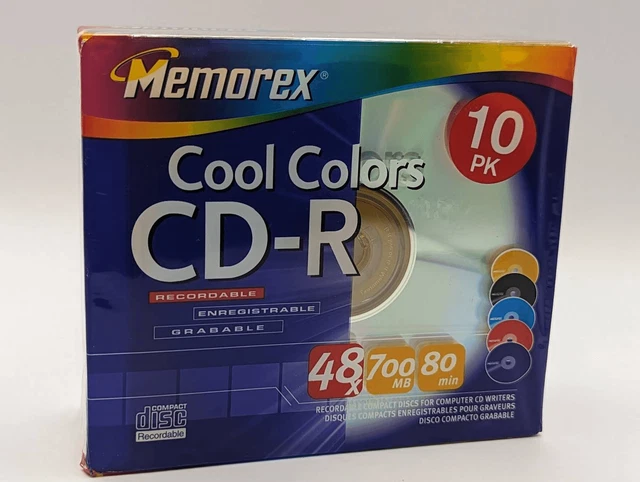 Memorex®
10
PK
Cool Colors
CD-R
RECORDABLE
ENREGISTRABLE
GRABABLE
48x
700
MB
80
min
RECORDABLE COMPACT DISCS FOR COMPUTER CD WRITERS
DISQUES COMPACTS ENREGISTRABLES POUR GRAVEURS
DISCO COMPACTO GRABABLE
COMPACT
disc
Recordable